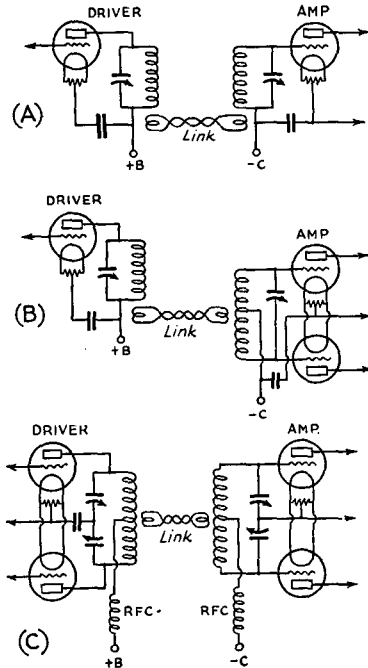 DRIVER
AMP
(A)
Link
+B
-C
DRIVER
AMP
(B)
Link
+B
-C
DRIVER
AMP.
(C)
Link
RFC-
RFC
+B
-C